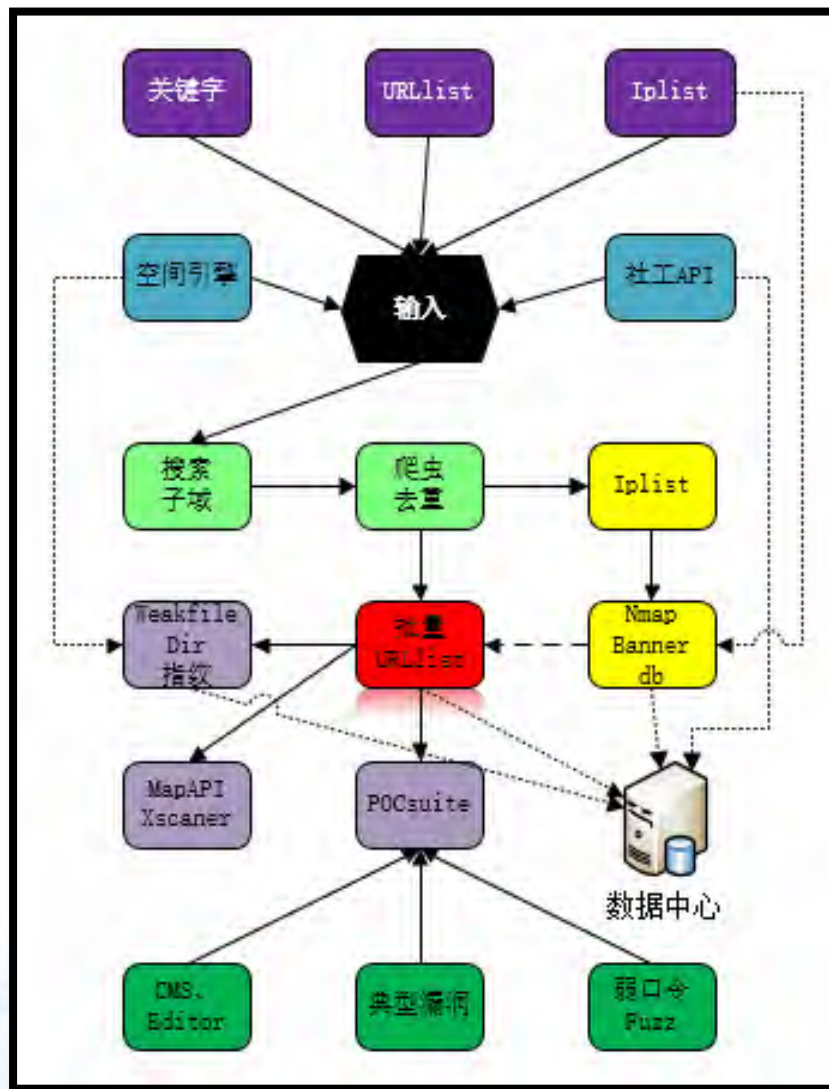 关键字
URLlist
Iplist
空间引擎
输入
社工API
搜索
子域
爬虫
去重
Iplist
Weakfile
Dir
指纹
批量
URLlist
Nmap
Banner
db
MapAPI
Xscaner
POCsuite
数据中心
CMS、
Editor
典型漏洞
弱口令
Fuzz